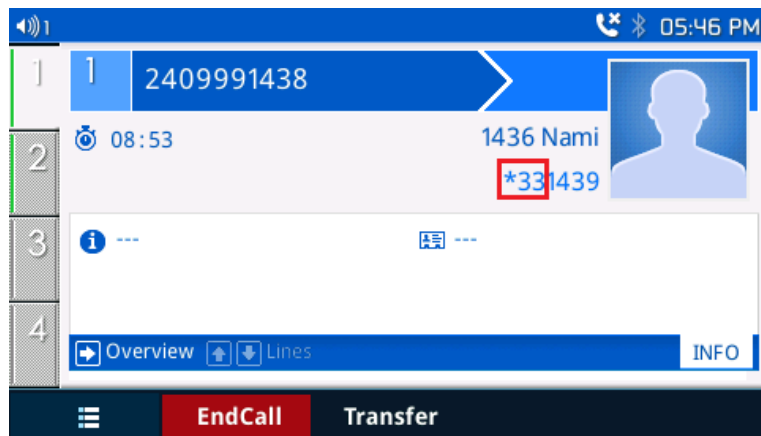 1 05:46 PM
1 1 2409991438
2 08:53 1436 Nami
*331439
3 --- ---
4
Overview Lines INFO
EndCall Transfer